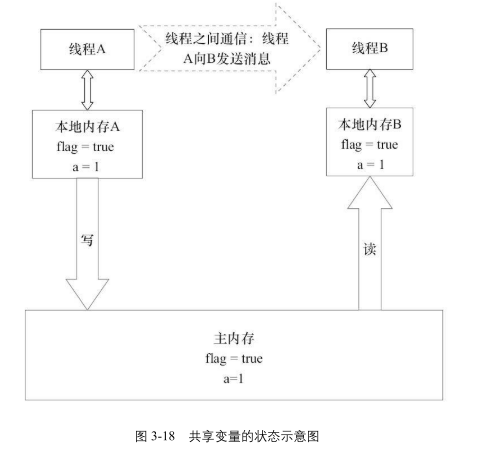 线程A
线程之间通信：线程
A向B发送消息
线程B
本地内存A
flag = true
a = 1
本地内存B
flag = true
a = 1
写
读
主内存
flag = true
a=1
图 3-18 共享变量的状态示意图